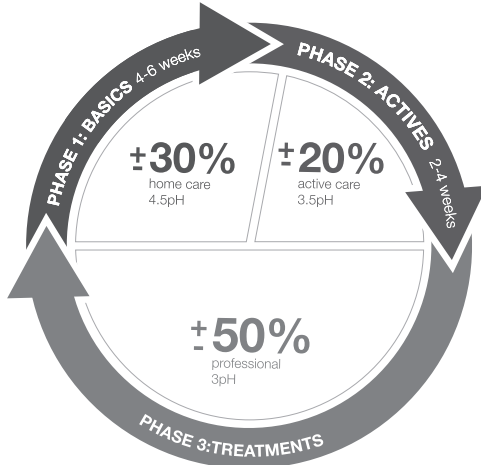 PHASE 1: BASICS 4-6 weeks
PHASE 2: ACTIVES 2-4 weeks
±30%
home care
4.5pH
±20%
active care
3.5pH
±50%
professional
3pH
PHASE 3:TREATMENTS